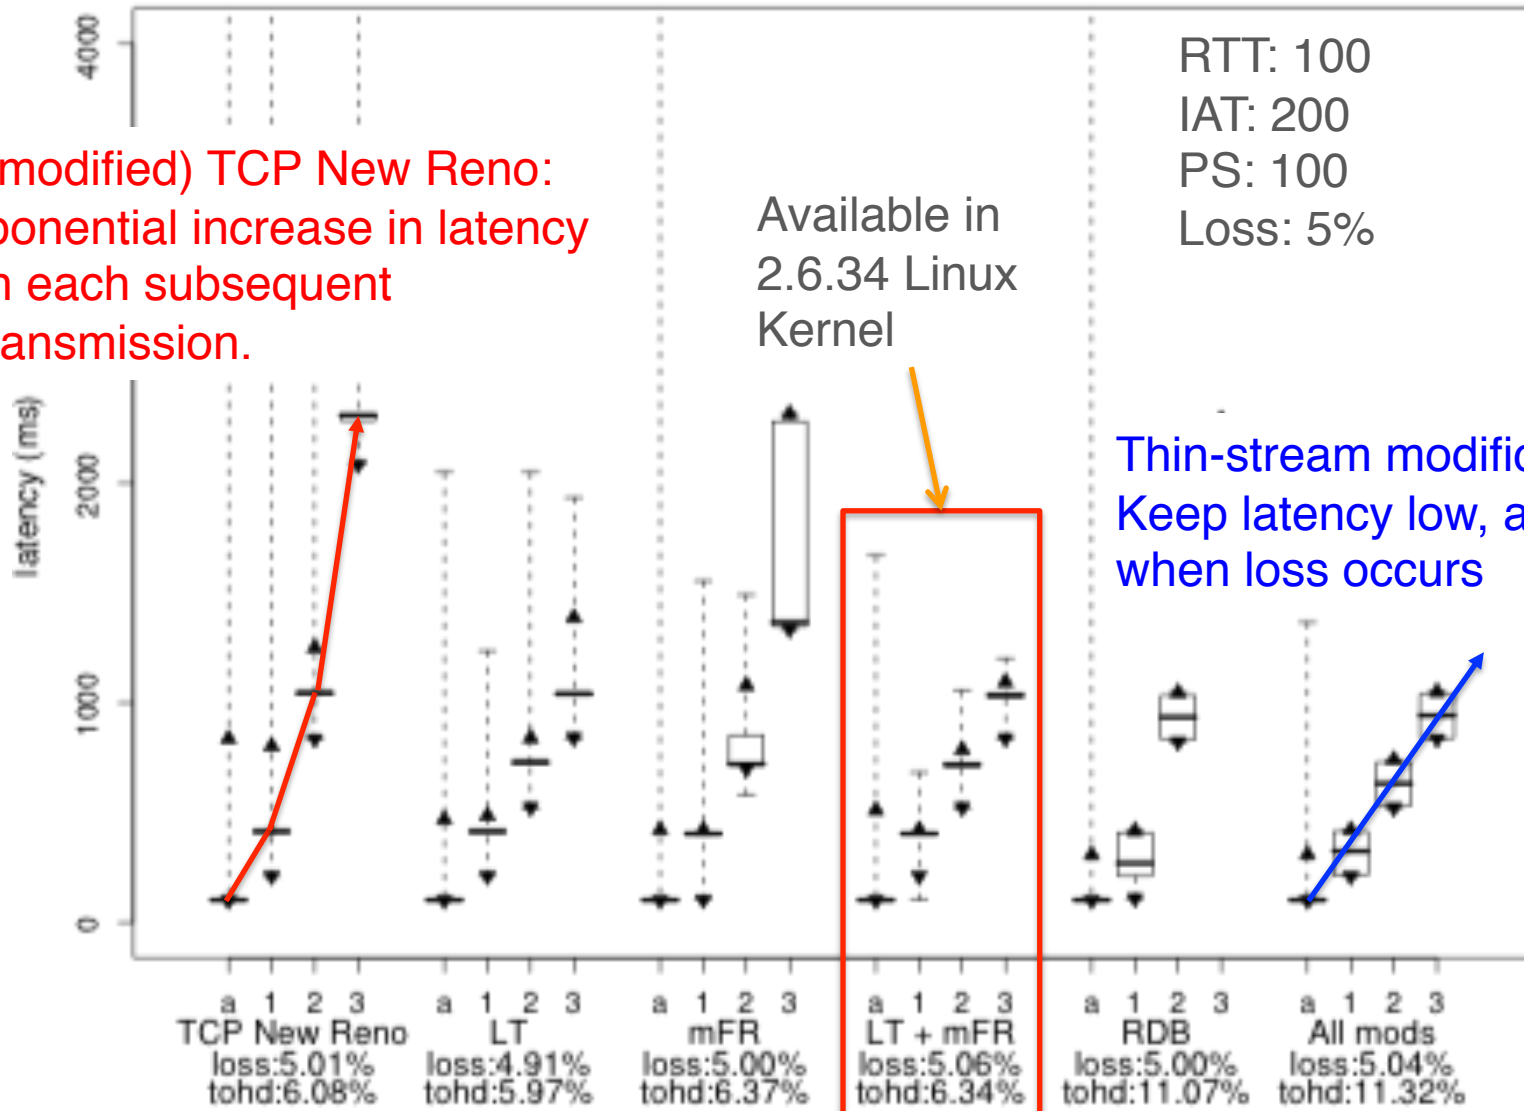 4000
RTT: 100
IAT: 200
PS: 100
Loss: 5%
modified) TCP New Reno:
ponential increase in latency
n each subsequent
ansmission.
Available in
2.6.34 Linux
Kernel
Thin-stream modific
Keep latency low, a
when loss occurs
latency (ms)
2000
1000
0
a 1 2 3 a 1 2 3 a 1 2 3 a 1 2 3 a 1 2 3 a 1 2 3
TCP New Reno LT mFR LT + mFR RDB All mods
loss:5.01% loss:4.91% loss:5.00% loss:5.06% loss:5.00% loss:5.04%
tohd:6.08% tohd:5.97% tohd:6.37% tohd:6.34% tohd:11.07% tohd:11.32%